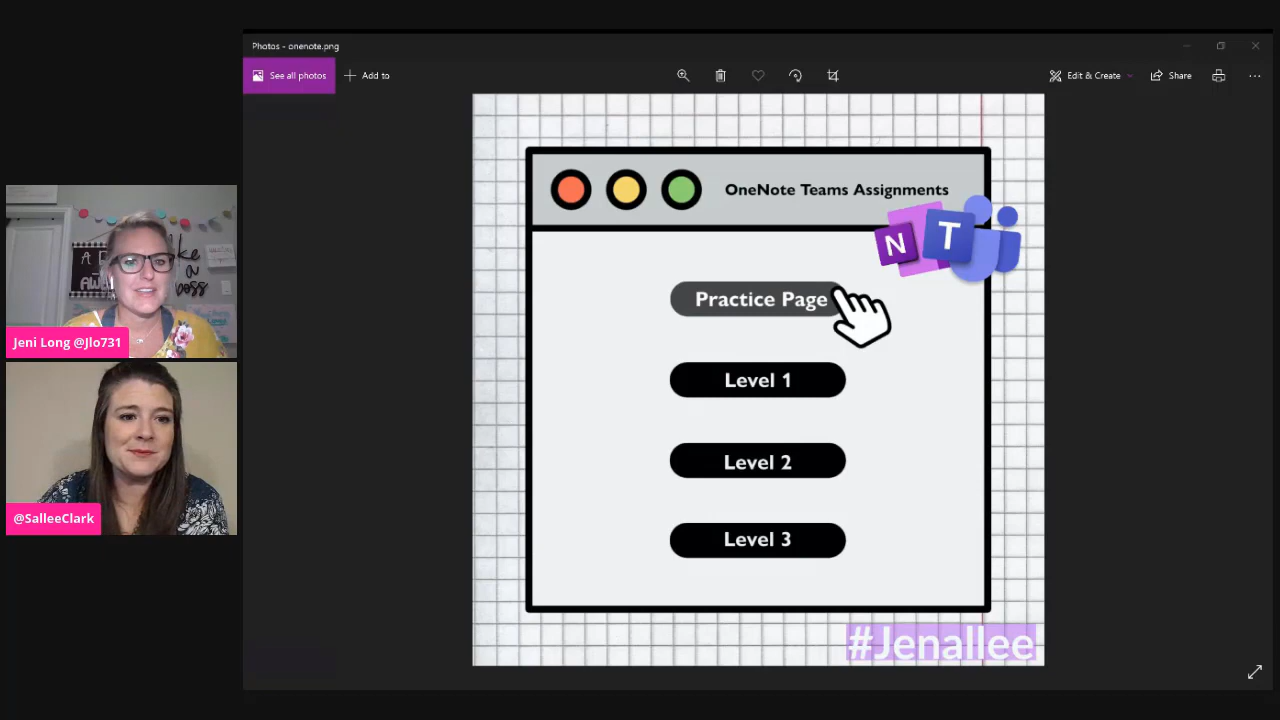 Photos - onenote.png
See all photos
Add to
Edit & Create
Share
OneNote Teams Assignments
N
T
Practice Page
Level 1
Level 2
Level 3
#Jenallee
Jeni Long @Jlo731
@SalleeClark